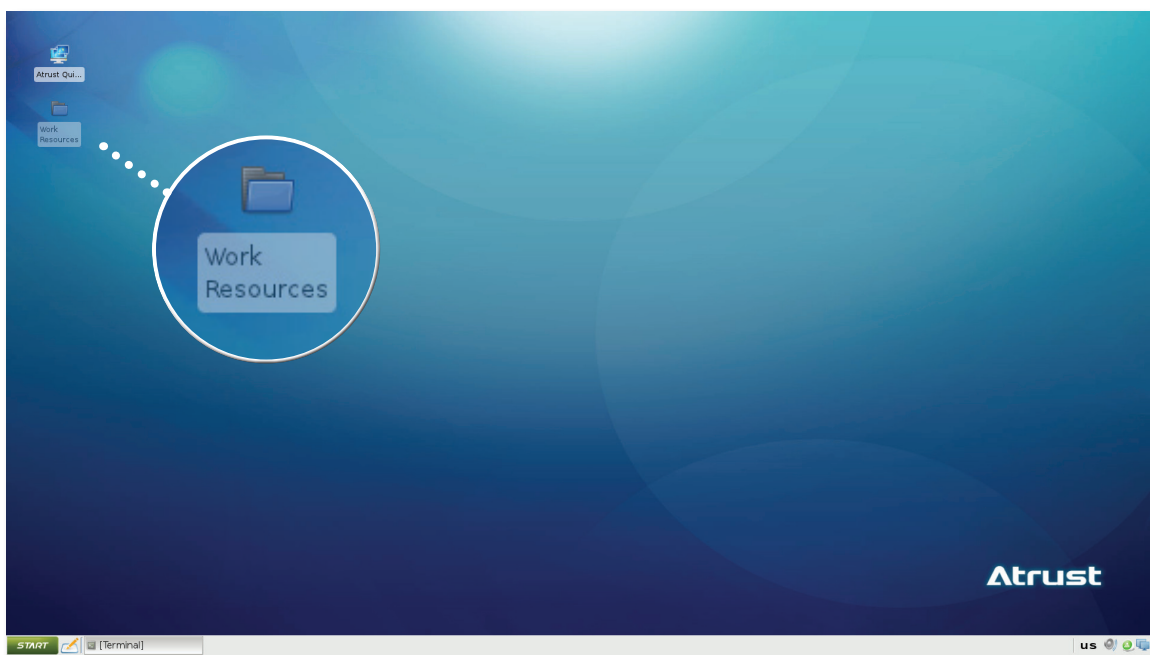 Atrust Qui...
Work
Resources
Work
Resources
Atrust
START
[Terminal]
us